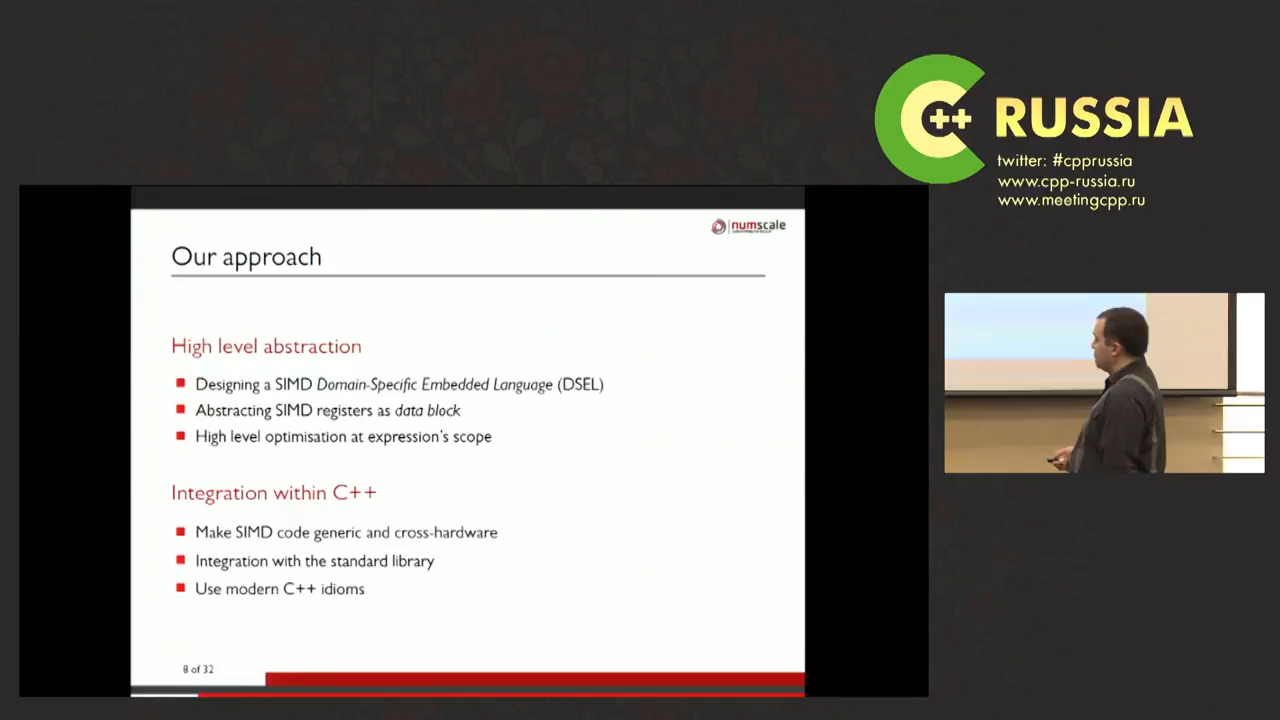 C++ RUSSIA
twitter: #cpprussia
www.cpp-russia.ru
www.meetingcpp.ru
numscale
Our approach
High level abstraction
Designing a SIMD Domain-Specific Embedded Language (DSEL)
Abstracting SIMD registers as data block
High level optimisation at expression's scope
Integration within C++
Make SIMD code generic and cross-hardware
Integration with the standard library
Use modern C++ idioms
8 of 32